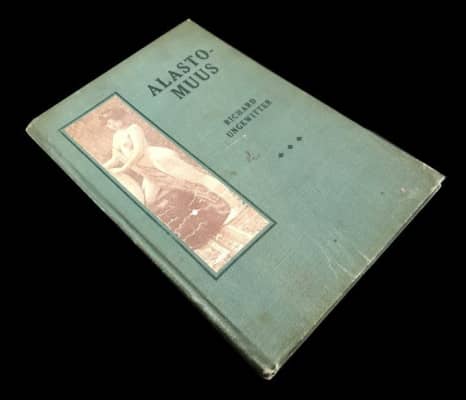 ALASTO-
MUUS
RICHARD
UNGEWITTER